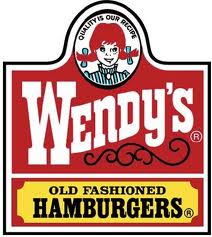 QUALITY IS OUR RECIPE
WENDY'S®
OLD FASHIONED
HAMBURGERS®